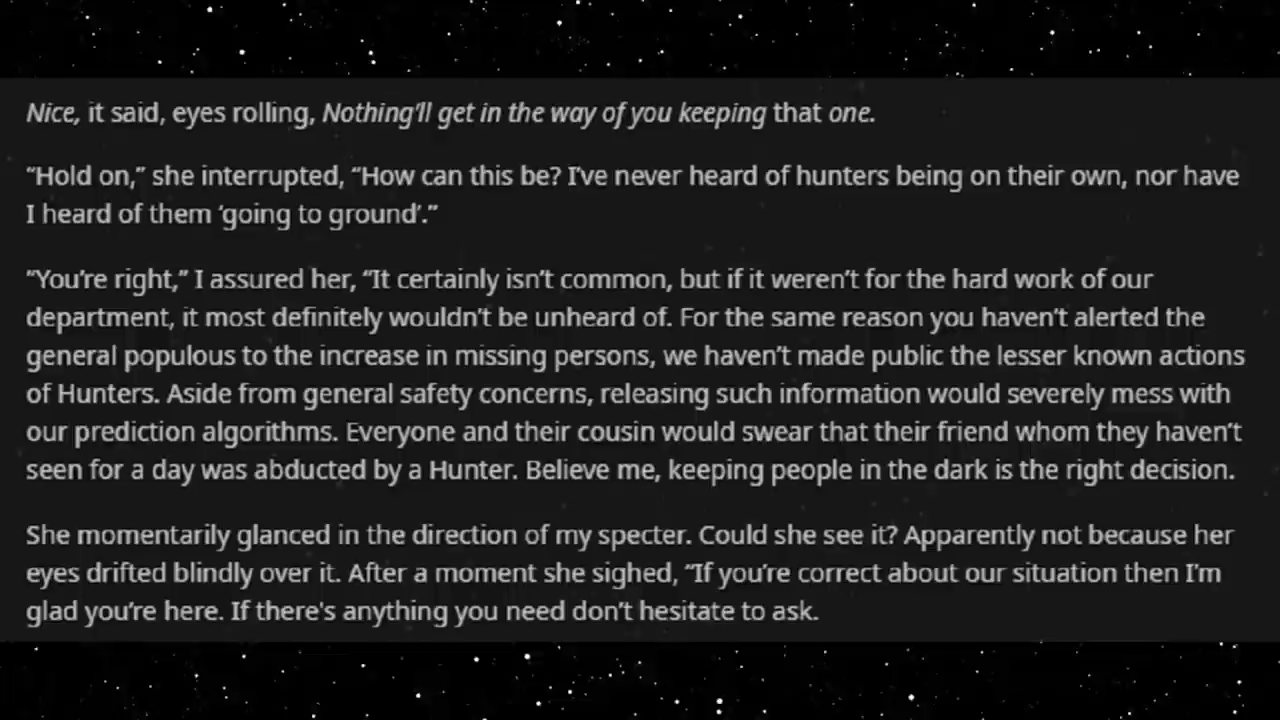 Nice, it said, eyes rolling, Nothing'll get in the way of you keeping that one.
“Hold on,” she interrupted, “How can this be? I’ve never heard of hunters being on their own, nor have
I heard of them ‘going to ground’.”
“You’re right,” I assured her, “It certainly isn’t common, but if it weren’t for the hard work of our
department, it most definitely wouldn’t be unheard of. For the same reason you haven’t alerted the
general populous to the increase in missing persons, we haven’t made public the lesser known actions
of Hunters. Aside from general safety concerns, releasing such information would severely mess with
our prediction algorithms. Everyone and their cousin would swear that their friend whom they haven’t
seen for a day was abducted by a Hunter. Believe me, keeping people in the dark is the right decision.
She momentarily glanced in the direction of my specter. Could she see it? Apparently not because her
eyes drifted blindly over it. After a moment she sighed, “If you’re correct about our situation then I’m
glad you’re here. If there's anything you need don’t hesitate to ask.